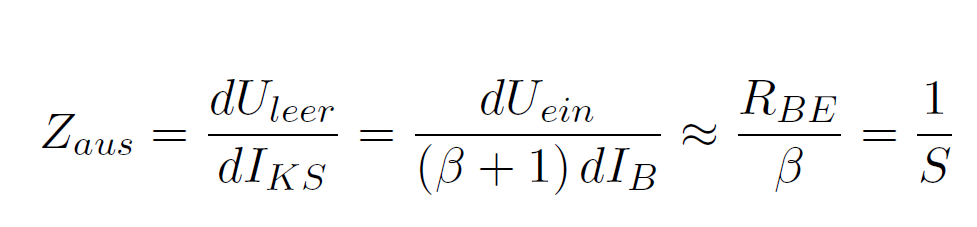 Z_{aus} = \frac{dU_{leer}}{dI_{KS}} = \frac{dU_{ein}}{(\beta + 1) \, dI_B} \approx \frac{R_{BE}}{\beta} = \frac{1}{S}